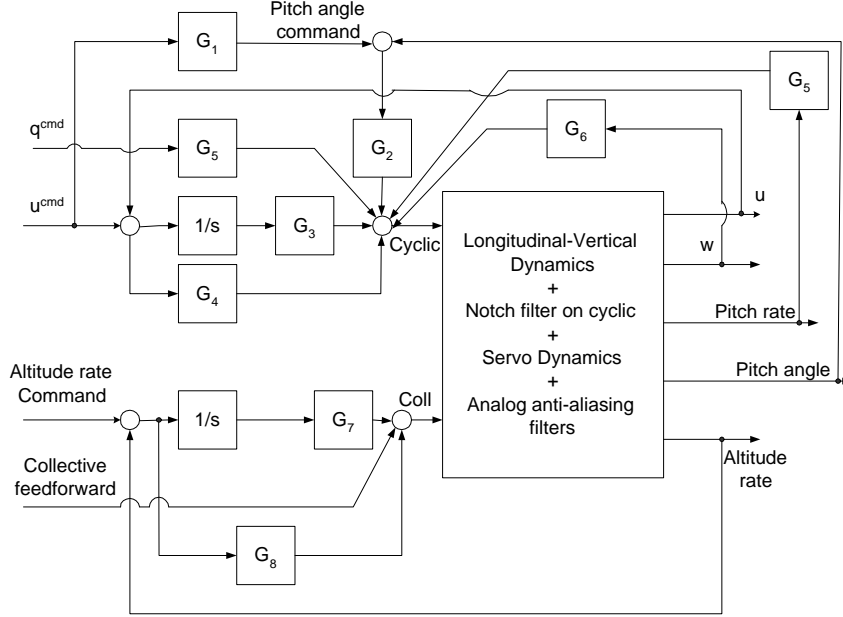 Pitch angle
command
G1
G5
qcmd
G5
G2
G6
ucmd
1/s
G3
Cyclic
u
w
G4
Longitudinal-Vertical
Dynamics
+
Notch filter on cyclic
+
Servo Dynamics
+
Analog anti-aliasing
filters
Pitch rate
Pitch angle
Altitude rate
Command
1/s
G7
Coll
Altitude
rate
Collective
feedforward
G8